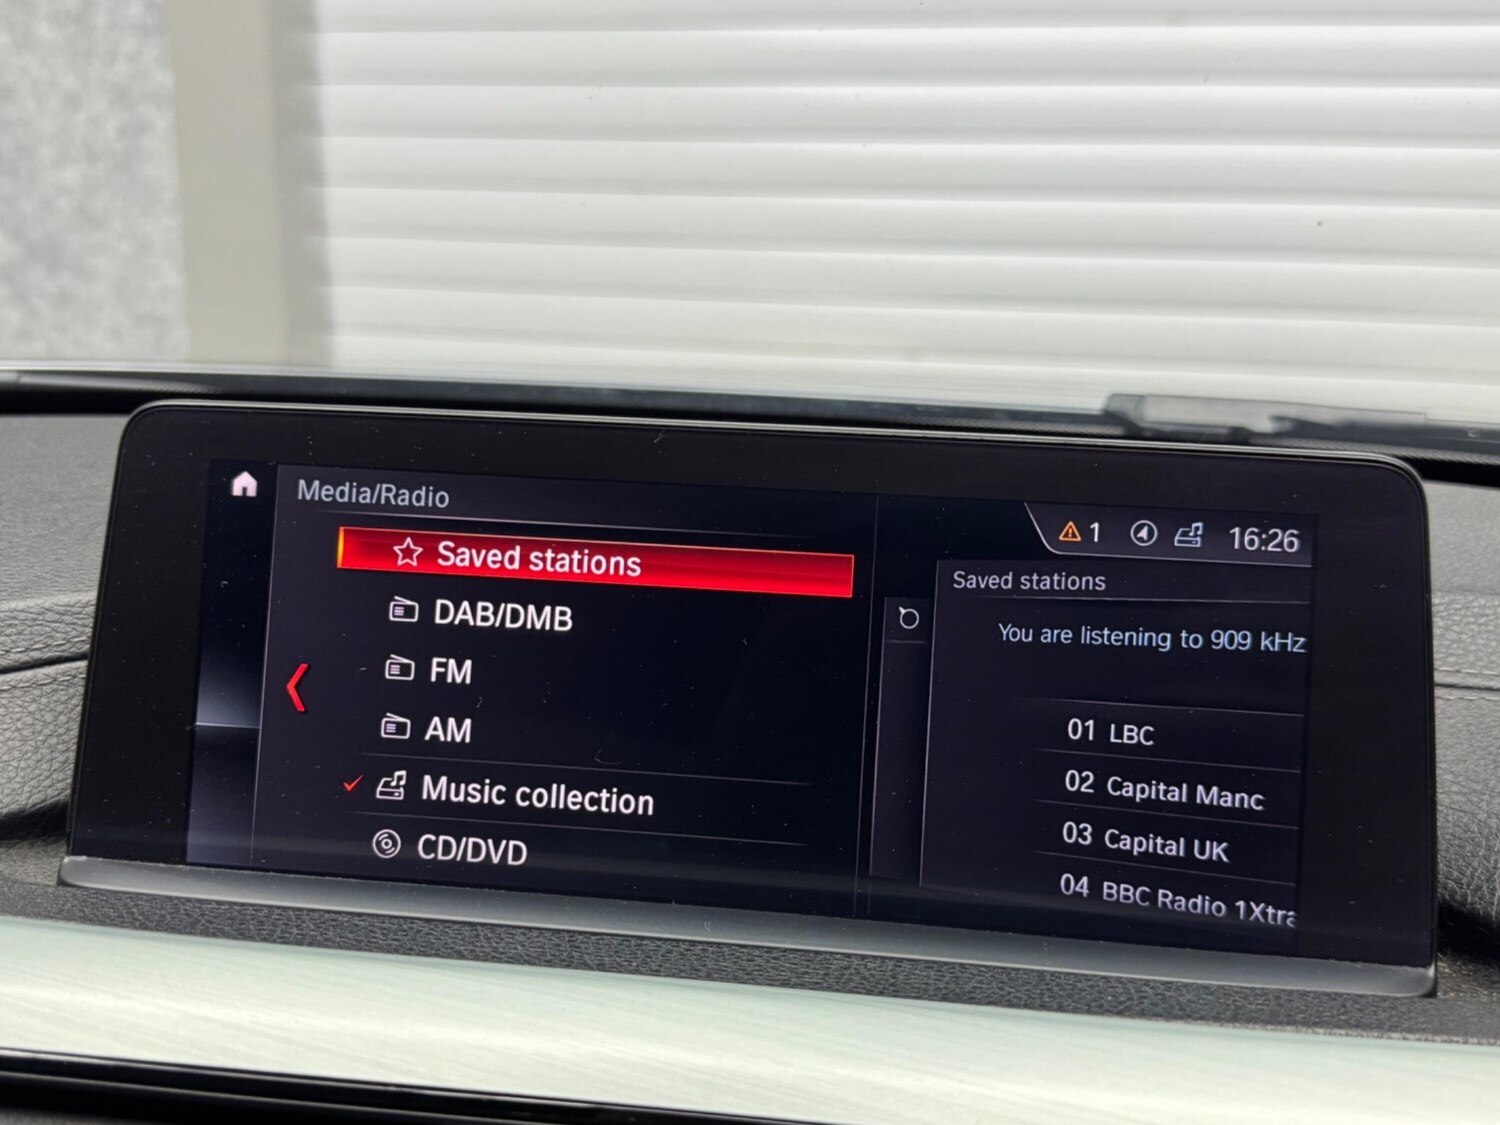 Media/Radio
Saved stations
DAB/DMB
FM
AM
Music collection
CD/DVD
1
16:26
Saved stations
You are listening to 909 kHz
01 LBC
02 Capital Manc
03 Capital UK
04 BBC Radio 1Xtra